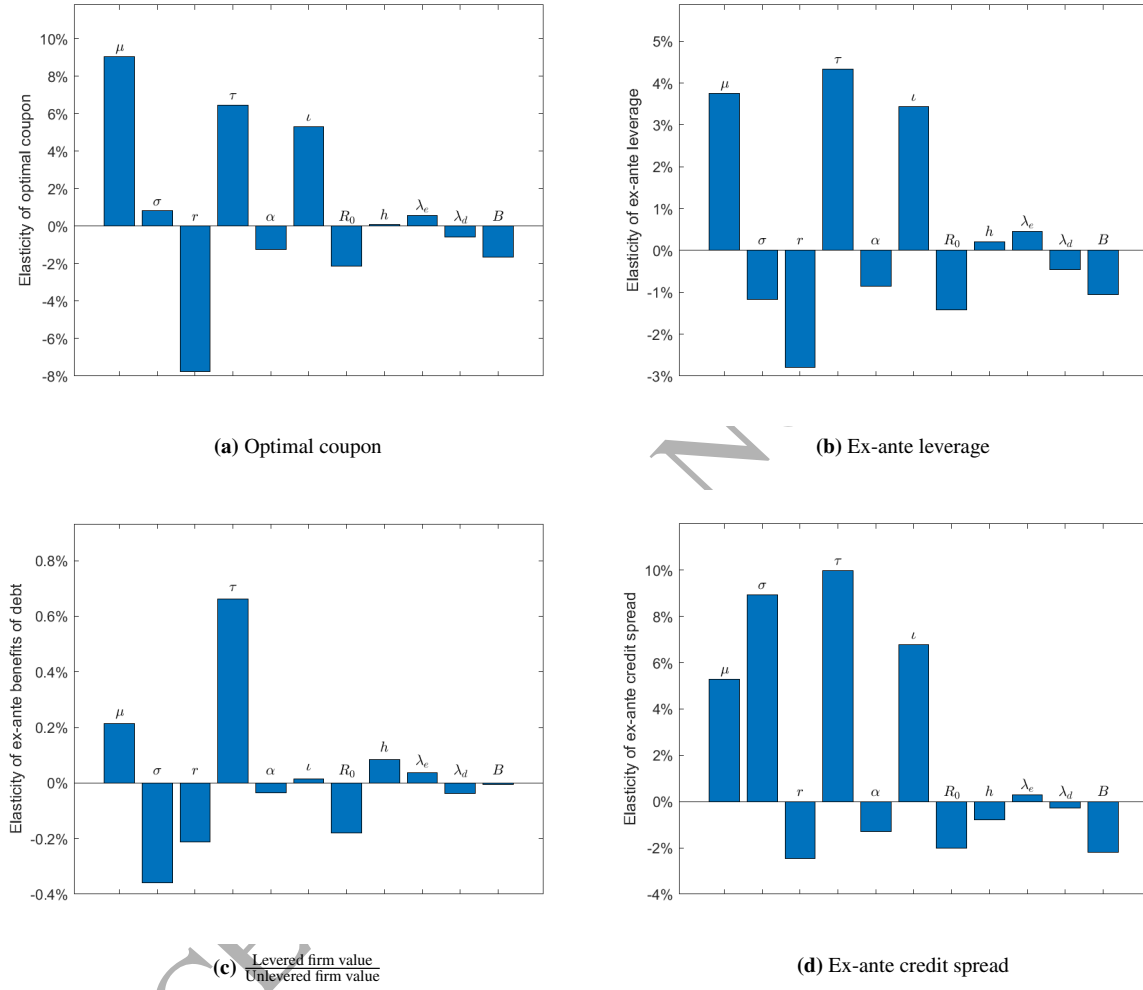 Elasticity of optimal coupon
10%
8%
6%
4%
2%
0%
-2%
-4%
-6%
-8%
μ
σ
r
τ
α
ι
R₀
h
λₑ
λ_d
B
(a) Optimal coupon
Elasticity of ex-ante leverage
5%
4%
3%
2%
1%
0%
-1%
-2%
-3%
μ
σ
r
τ
α
ι
R₀
h
λₑ
λ_d
B
(b) Ex-ante leverage
Elasticity of ex-ante benefits of debt
0.8%
0.6%
0.4%
0.2%
0%
-0.2%
-0.4%
μ
σ
r
τ
α
ι
R₀
h
λₑ
λ_d
B
(c) Levered firm value
Unlevered firm value
Elasticity of ex-ante credit spread
10%
8%
6%
4%
2%
0%
-2%
-4%
μ
σ
r
τ
α
ι
R₀
h
λₑ
λ_d
B
(d) Ex-ante credit spread